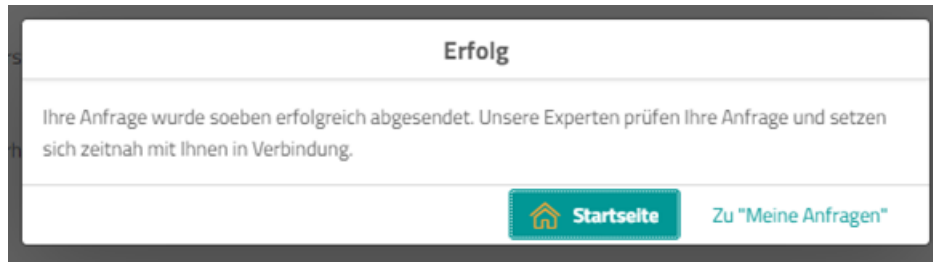 Erfolg
Ihre Anfrage wurde soeben erfolgreich abgesendet. Unsere Experten prüfen Ihre Anfrage und setzen
sich zeitnah mit Ihnen in Verbindung.
Startseite
Zu "Meine Anfragen"